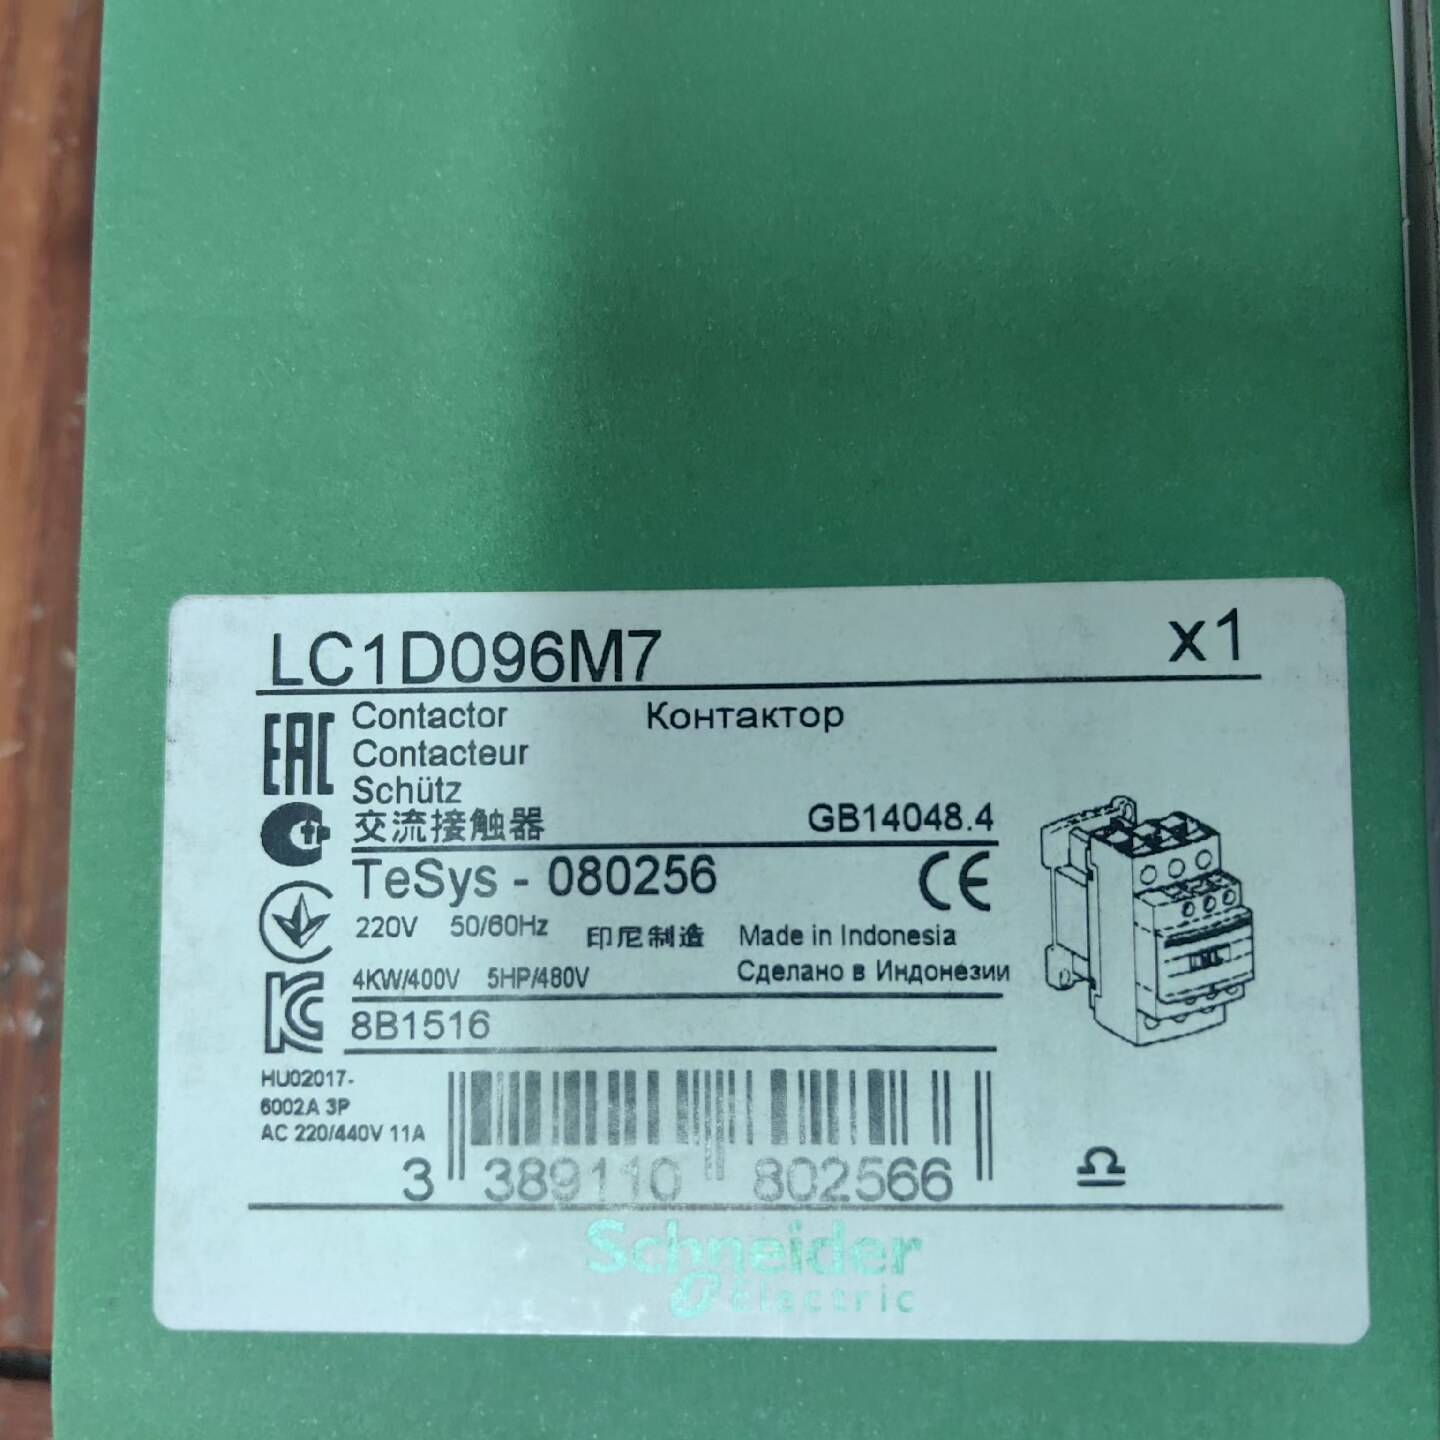 LC1D096M7 x1
EAC Contactor Контактор
Contacteur
Schütz
交流接触器 GB14048.4
TeSys - 080256 CE
220V 50/60Hz 印尼制造 Made in Indonesia
4KW/400V 5HP/480V Сделано в Индонезии
8B1516
HU02017-
6002A 3P
AC 220/440V 11A
3 389110 802566
Schneider
Electric